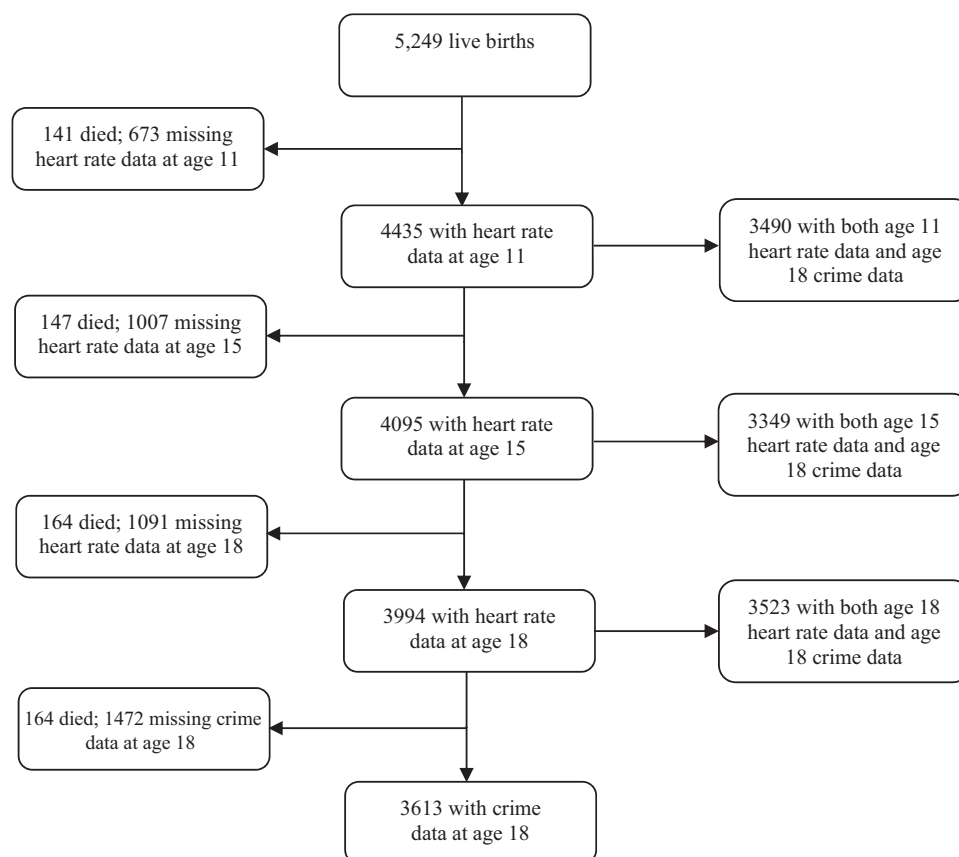 5,249 live births
141 died; 673 missing
heart rate data at age 11
4435 with heart rate
data at age 11
3490 with both age 11
heart rate data and age
18 crime data
147 died; 1007 missing
heart rate data at age 15
4095 with heart rate
data at age 15
3349 with both age 15
heart rate data and age
18 crime data
164 died; 1091 missing
heart rate data at age 18
3994 with heart rate
data at age 18
3523 with both age 18
heart rate data and age
18 crime data
164 died; 1472 missing crime
data at age 18
3613 with crime
data at age 18